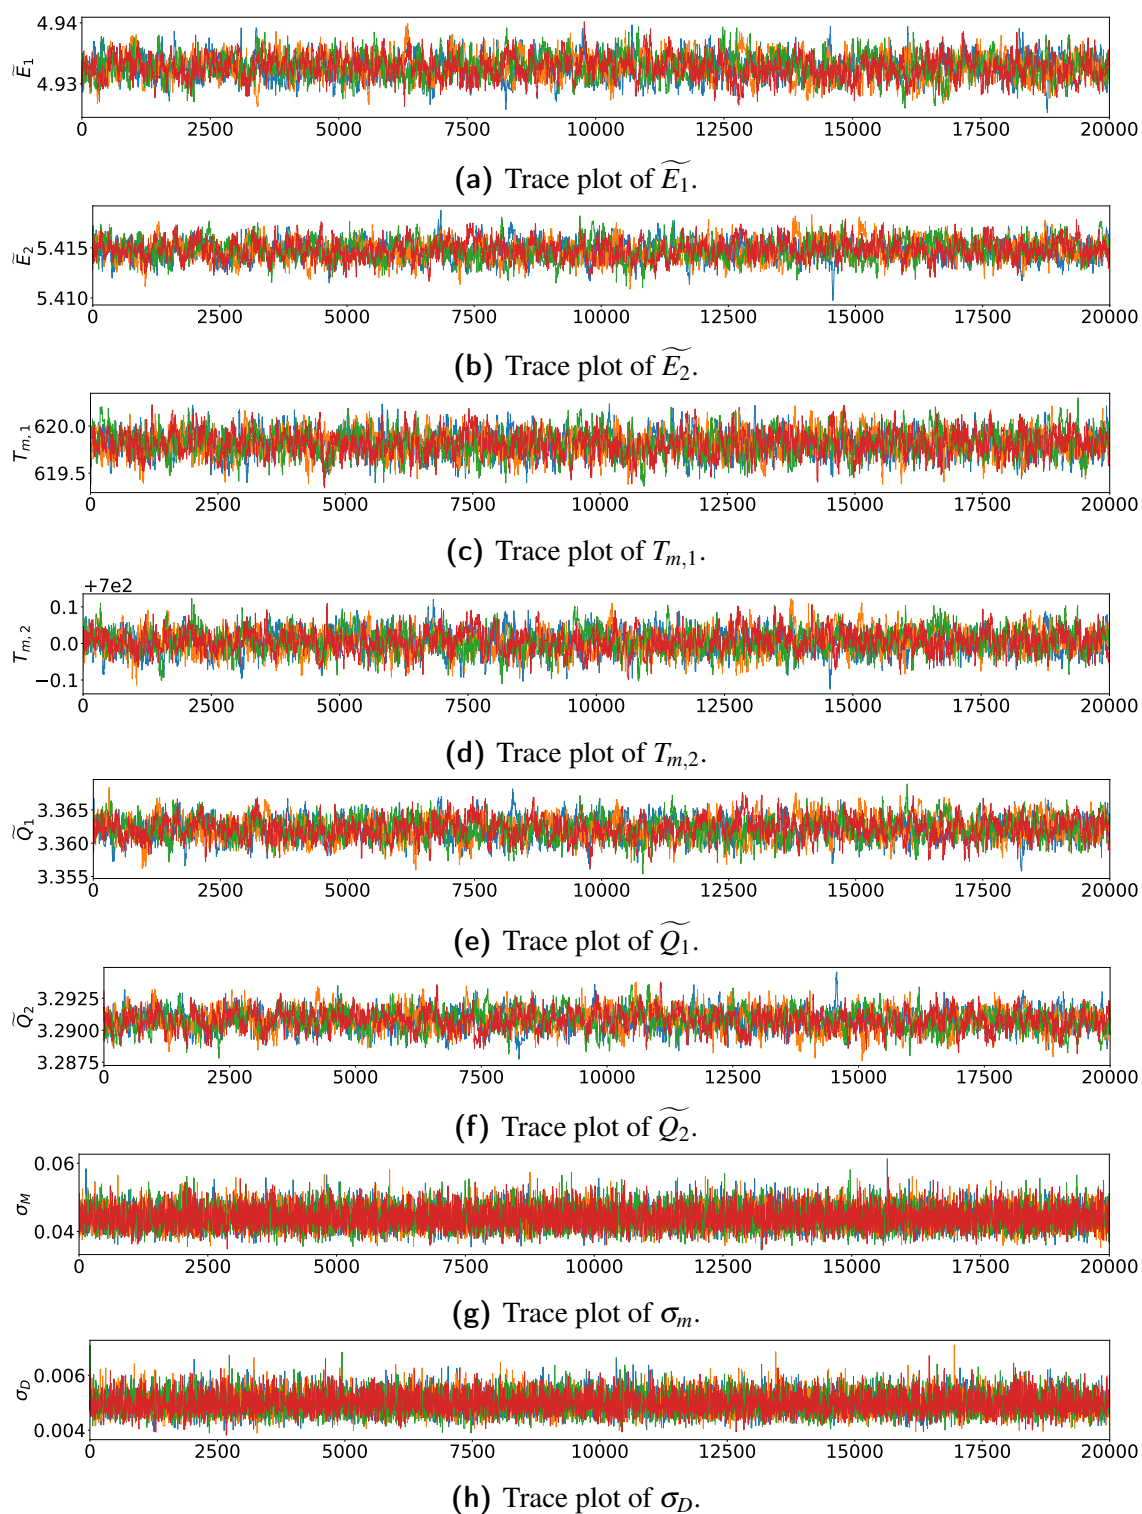 4.94
4.93
Ẽ1
0 2500 5000 7500 10000 12500 15000 17500 20000
(a) Trace plot of Ẽ1.
5.415
5.410
Ẽ2
0 2500 5000 7500 10000 12500 15000 17500 20000
(b) Trace plot of Ẽ2.
620.0
619.5
Tm,1
0 2500 5000 7500 10000 12500 15000 17500 20000
(c) Trace plot of Tm,1.
+7e2
0.1
0.0
−0.1
Tm,2
0 2500 5000 7500 10000 12500 15000 17500 20000
(d) Trace plot of Tm,2.
3.365
3.360
3.355
Q̃1
0 2500 5000 7500 10000 12500 15000 17500 20000
(e) Trace plot of Q̃1.
3.2925
3.2900
3.2875
Q̃2
0 2500 5000 7500 10000 12500 15000 17500 20000
(f) Trace plot of Q̃2.
0.06
0.04
σM
0 2500 5000 7500 10000 12500 15000 17500 20000
(g) Trace plot of σm.
0.006
0.004
σD
0 2500 5000 7500 10000 12500 15000 17500 20000
(h) Trace plot of σD.